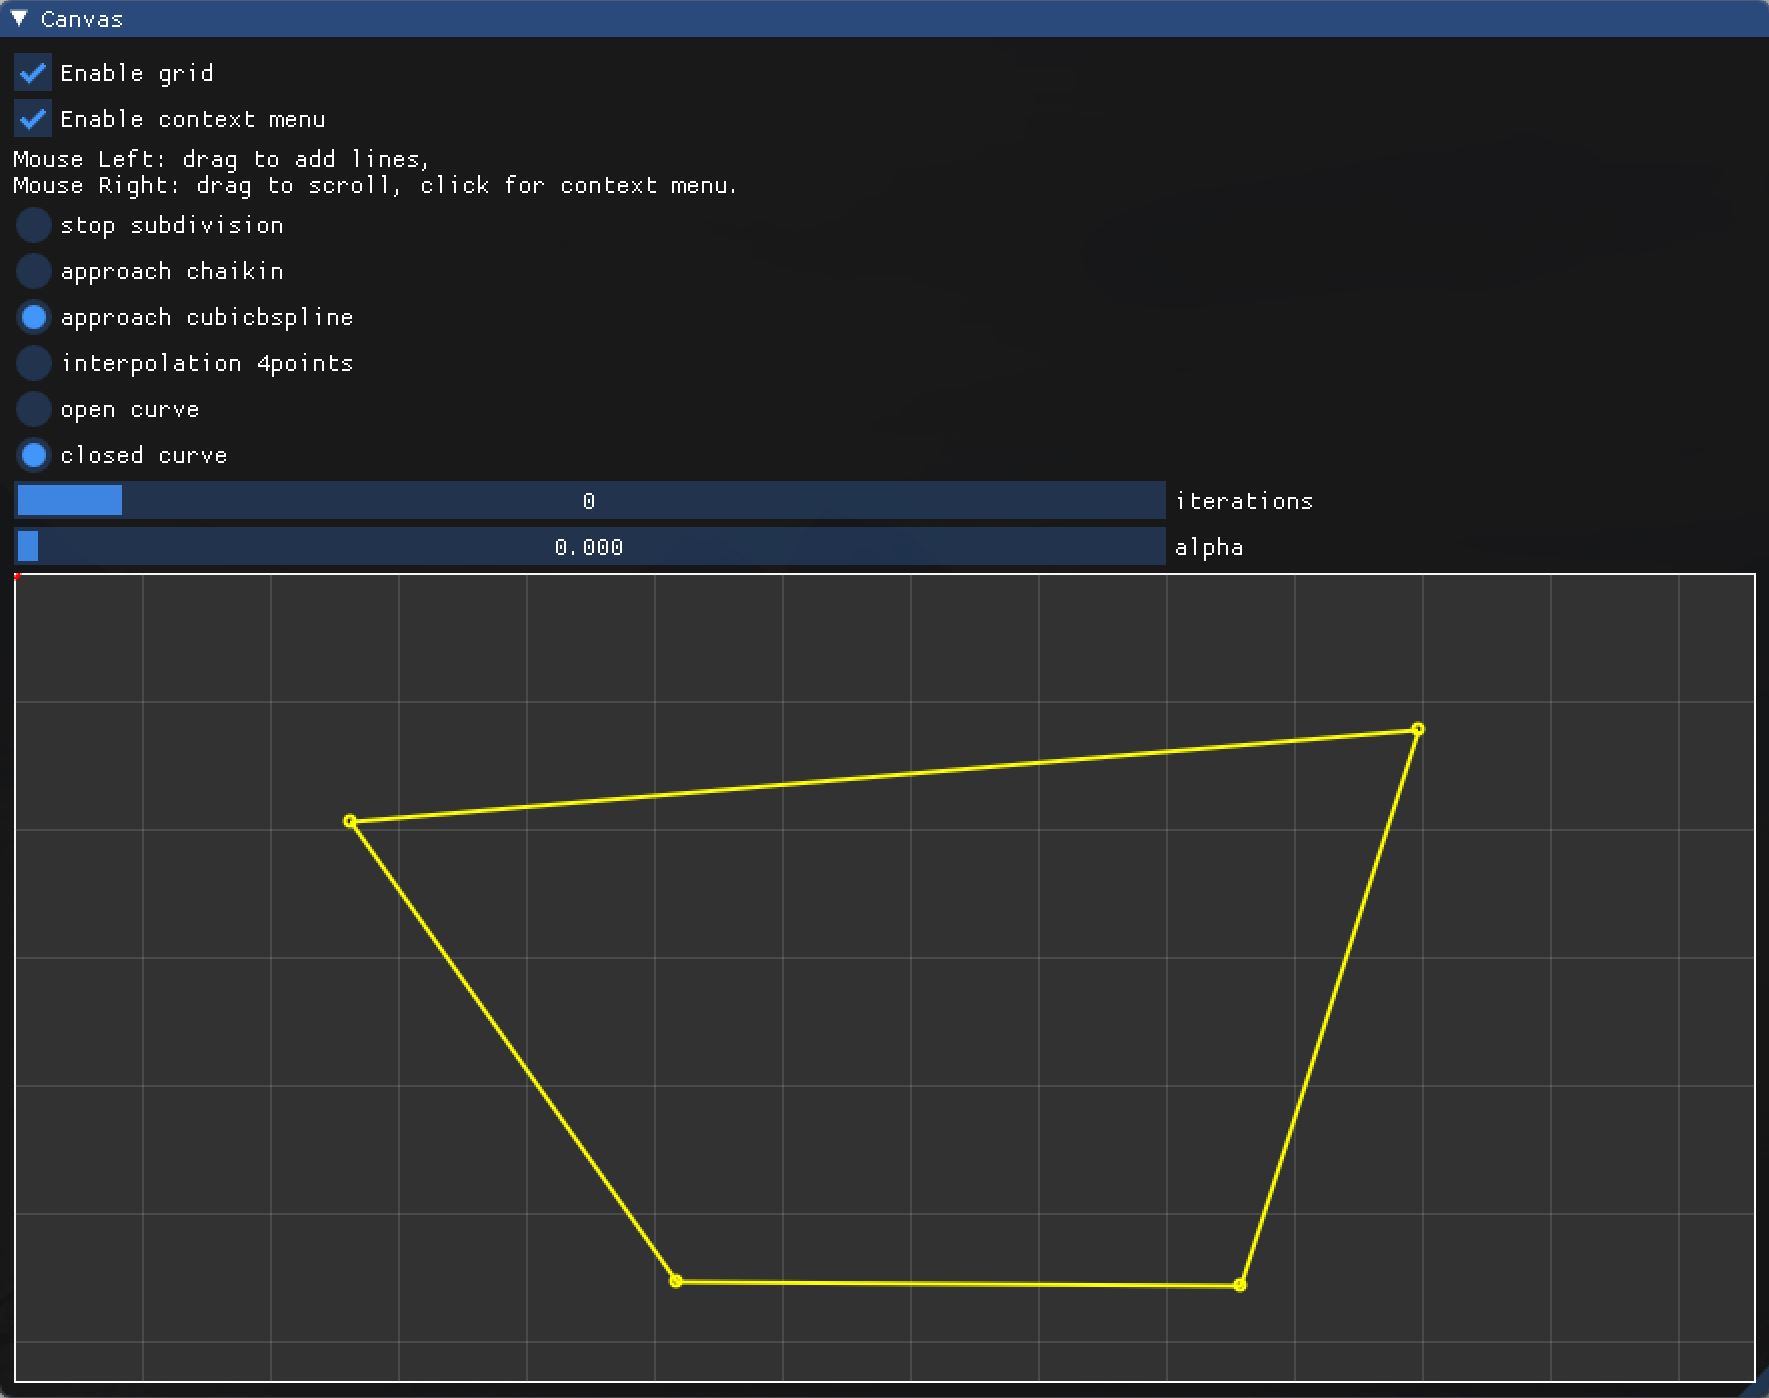 Canvas
Enable grid
Enable context menu
Mouse Left: drag to add lines,
Mouse Right: drag to scroll, click for context menu.
stop subdivision
approach chaikin
approach cubicbspline
interpolation 4points
open curve
closed curve
0 iterations
0.000 alpha